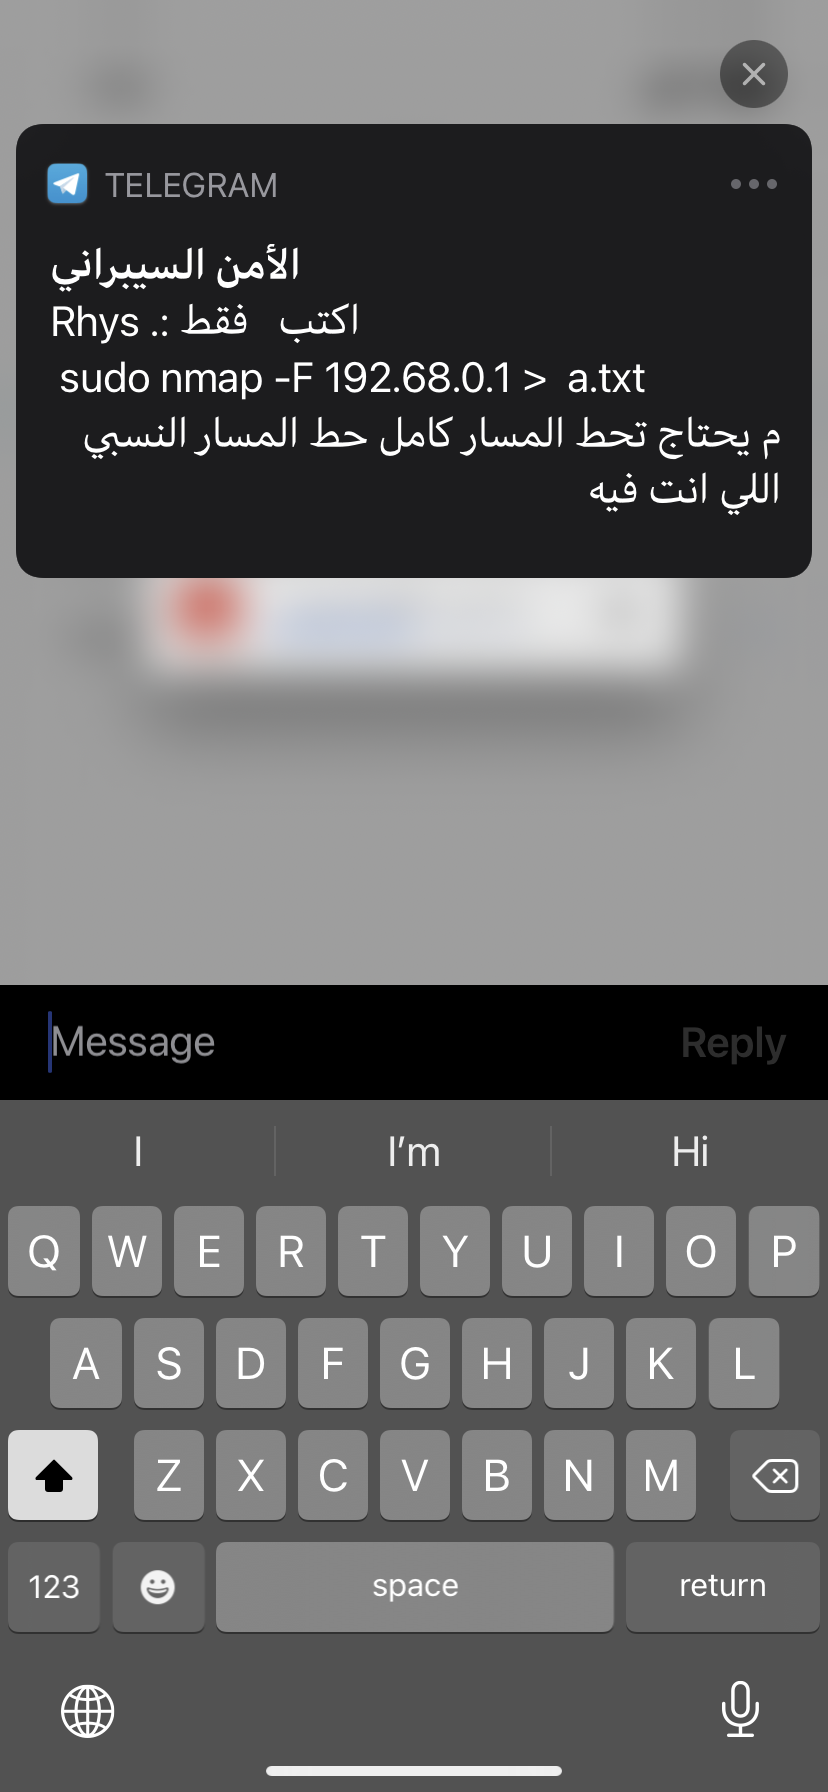 TELEGRAM
الأمن السيبراني
Rhys .: اكتب فقط
sudo nmap -F 192.68.0.1 > a.txt
م يحتاج تحط المسار كامل حط المسار النسبي
اللي انت فيه
Message
Reply
I
I’m
Hi
Q W E R T Y U I O P
A S D F G H J K L
Z X C V B N M
123
space
return